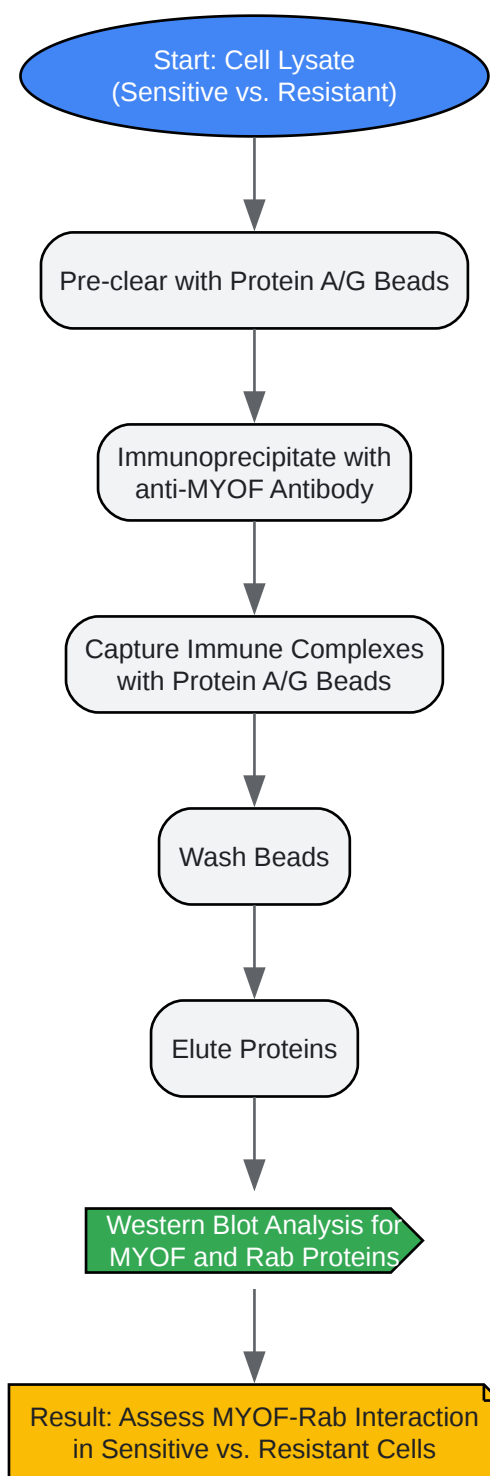 Start: Cell Lysate
(Sensitive vs. Resistant)
Pre-clear with Protein A/G Beads
Immunoprecipitate with
anti-MYOF Antibody
Capture Immune Complexes
with Protein A/G Beads
Wash Beads
Elute Proteins
Western Blot Analysis for
MYOF and Rab Proteins
Result: Assess MYOF-Rab Interaction
in Sensitive vs. Resistant Cells